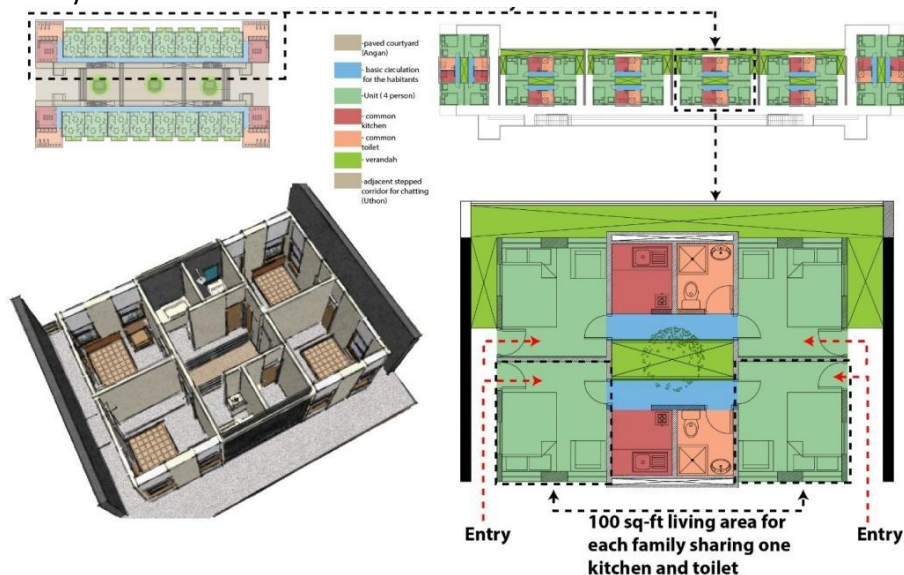 -paved courtyard
(Angan)
- basic circulation
for the habitants
-Unit ( 4 person)
- common
kitchen
- common
toilet
- verandah
-adjacent stepped
corridor for chatting
(Uthon)
Entry
100 sq-ft living area for
each family sharing one
kitchen and toilet
Entry